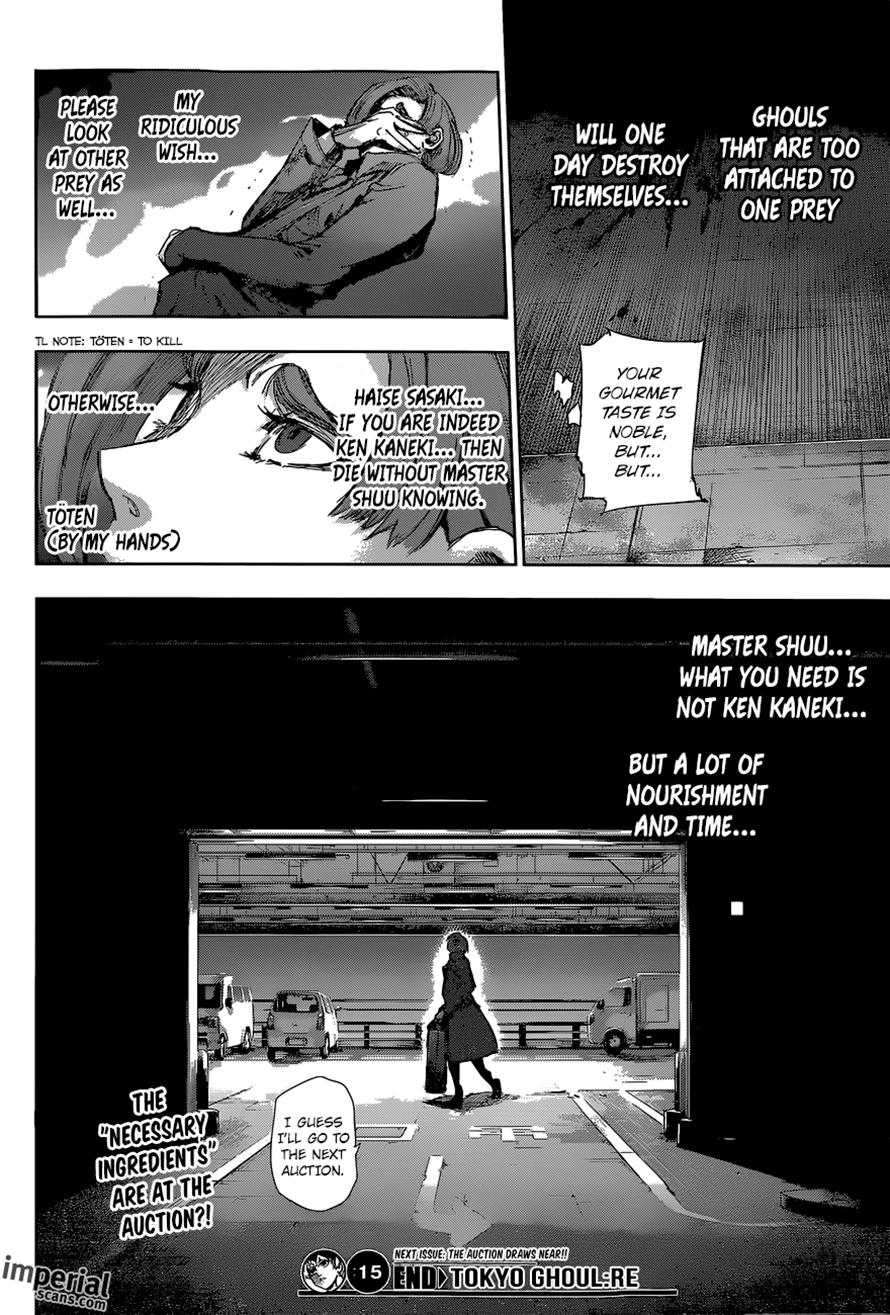 GHOULS
THAT ARE TOO
ATTACHED TO
ONE PREY
WILL ONE
DAY DESTROY
THEMSELVES...
YOUR
GOURMET
TASTE IS
NOBLE,
BUT...
BUT...
MY
RIDICULOUS
WISH...
PLEASE
LOOK
AT OTHER
PREY AS
WELL...
TL NOTE: TÖTEN = TO KILL
HAISE SASAKI...
IF YOU ARE INDEED
KEN KANEKI... THEN
DIE WITHOUT MASTER
SHUU KNOWING.
OTHERWISE...
TÖTEN
(BY MY HANDS)
MASTER SHUU...
WHAT YOU NEED IS
NOT KEN KANEKI...
BUT A LOT OF
NOURISHMENT
AND TIME...
I GUESS
I'LL GO TO
THE NEXT
AUCTION.
THE
"NECESSARY
INGREDIENTS"
ARE AT THE
AUCTION?!
NEXT ISSUE: THE AUCTION DRAWS NEAR!!
:15
END TOKYO GHOUL:RE
imperial
scans.com